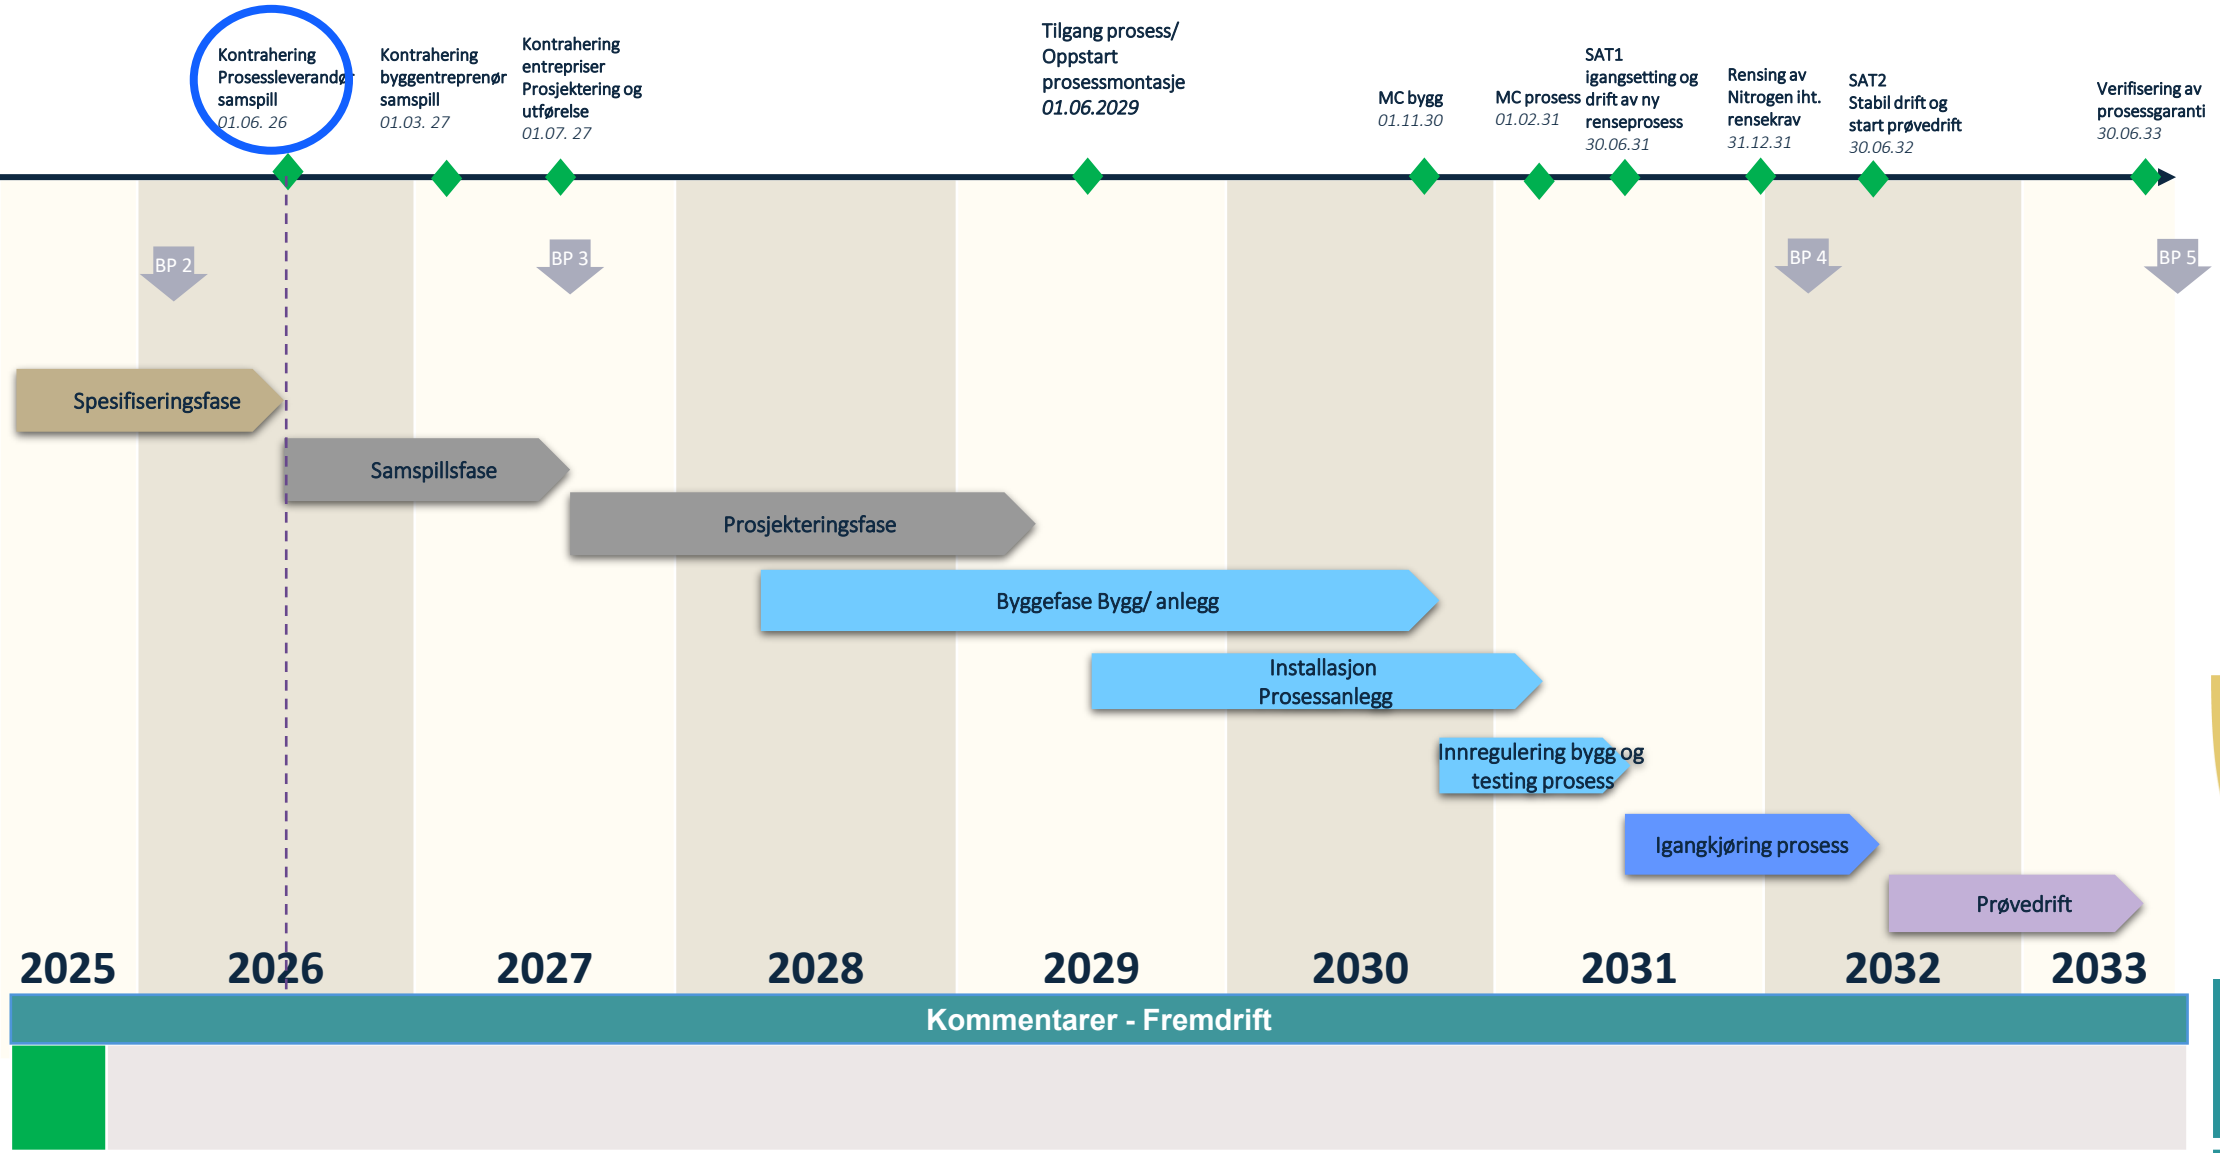 Kontrahering
Prosessleverandør
samspill
01.06. 26
Kontrahering
byggentreprenør
samspill
01.03. 27
Kontrahering
entrepriser
Prosjektering og
utførelse
01.07. 27
Tilgang prosess/
Oppstart
prosessmontasje
01.06.2029
MC bygg
01.11.30
MC prosess
01.02.31
SAT1
igangsetting og
drift av ny
renseprosess
30.06.31
Rensing av
Nitrogen iht.
rensekrav
31.12.31
SAT2
Stabil drift og
start prøvedrift
30.06.32
Verifisering av
prosessgaranti
30.06.33
BP 2
BP 3
BP 4
BP 5
Spesifiseringsfase
Samspillsfase
Prosjekteringsfase
Byggefase Bygg/ anlegg
Installasjon
Prosessanlegg
Innregulering bygg og
testing prosess
Igangkjøring prosess
Prøvedrift
2025
2026
2027
2028
2029
2030
2031
2032
2033
Kommentarer - Fremdrift